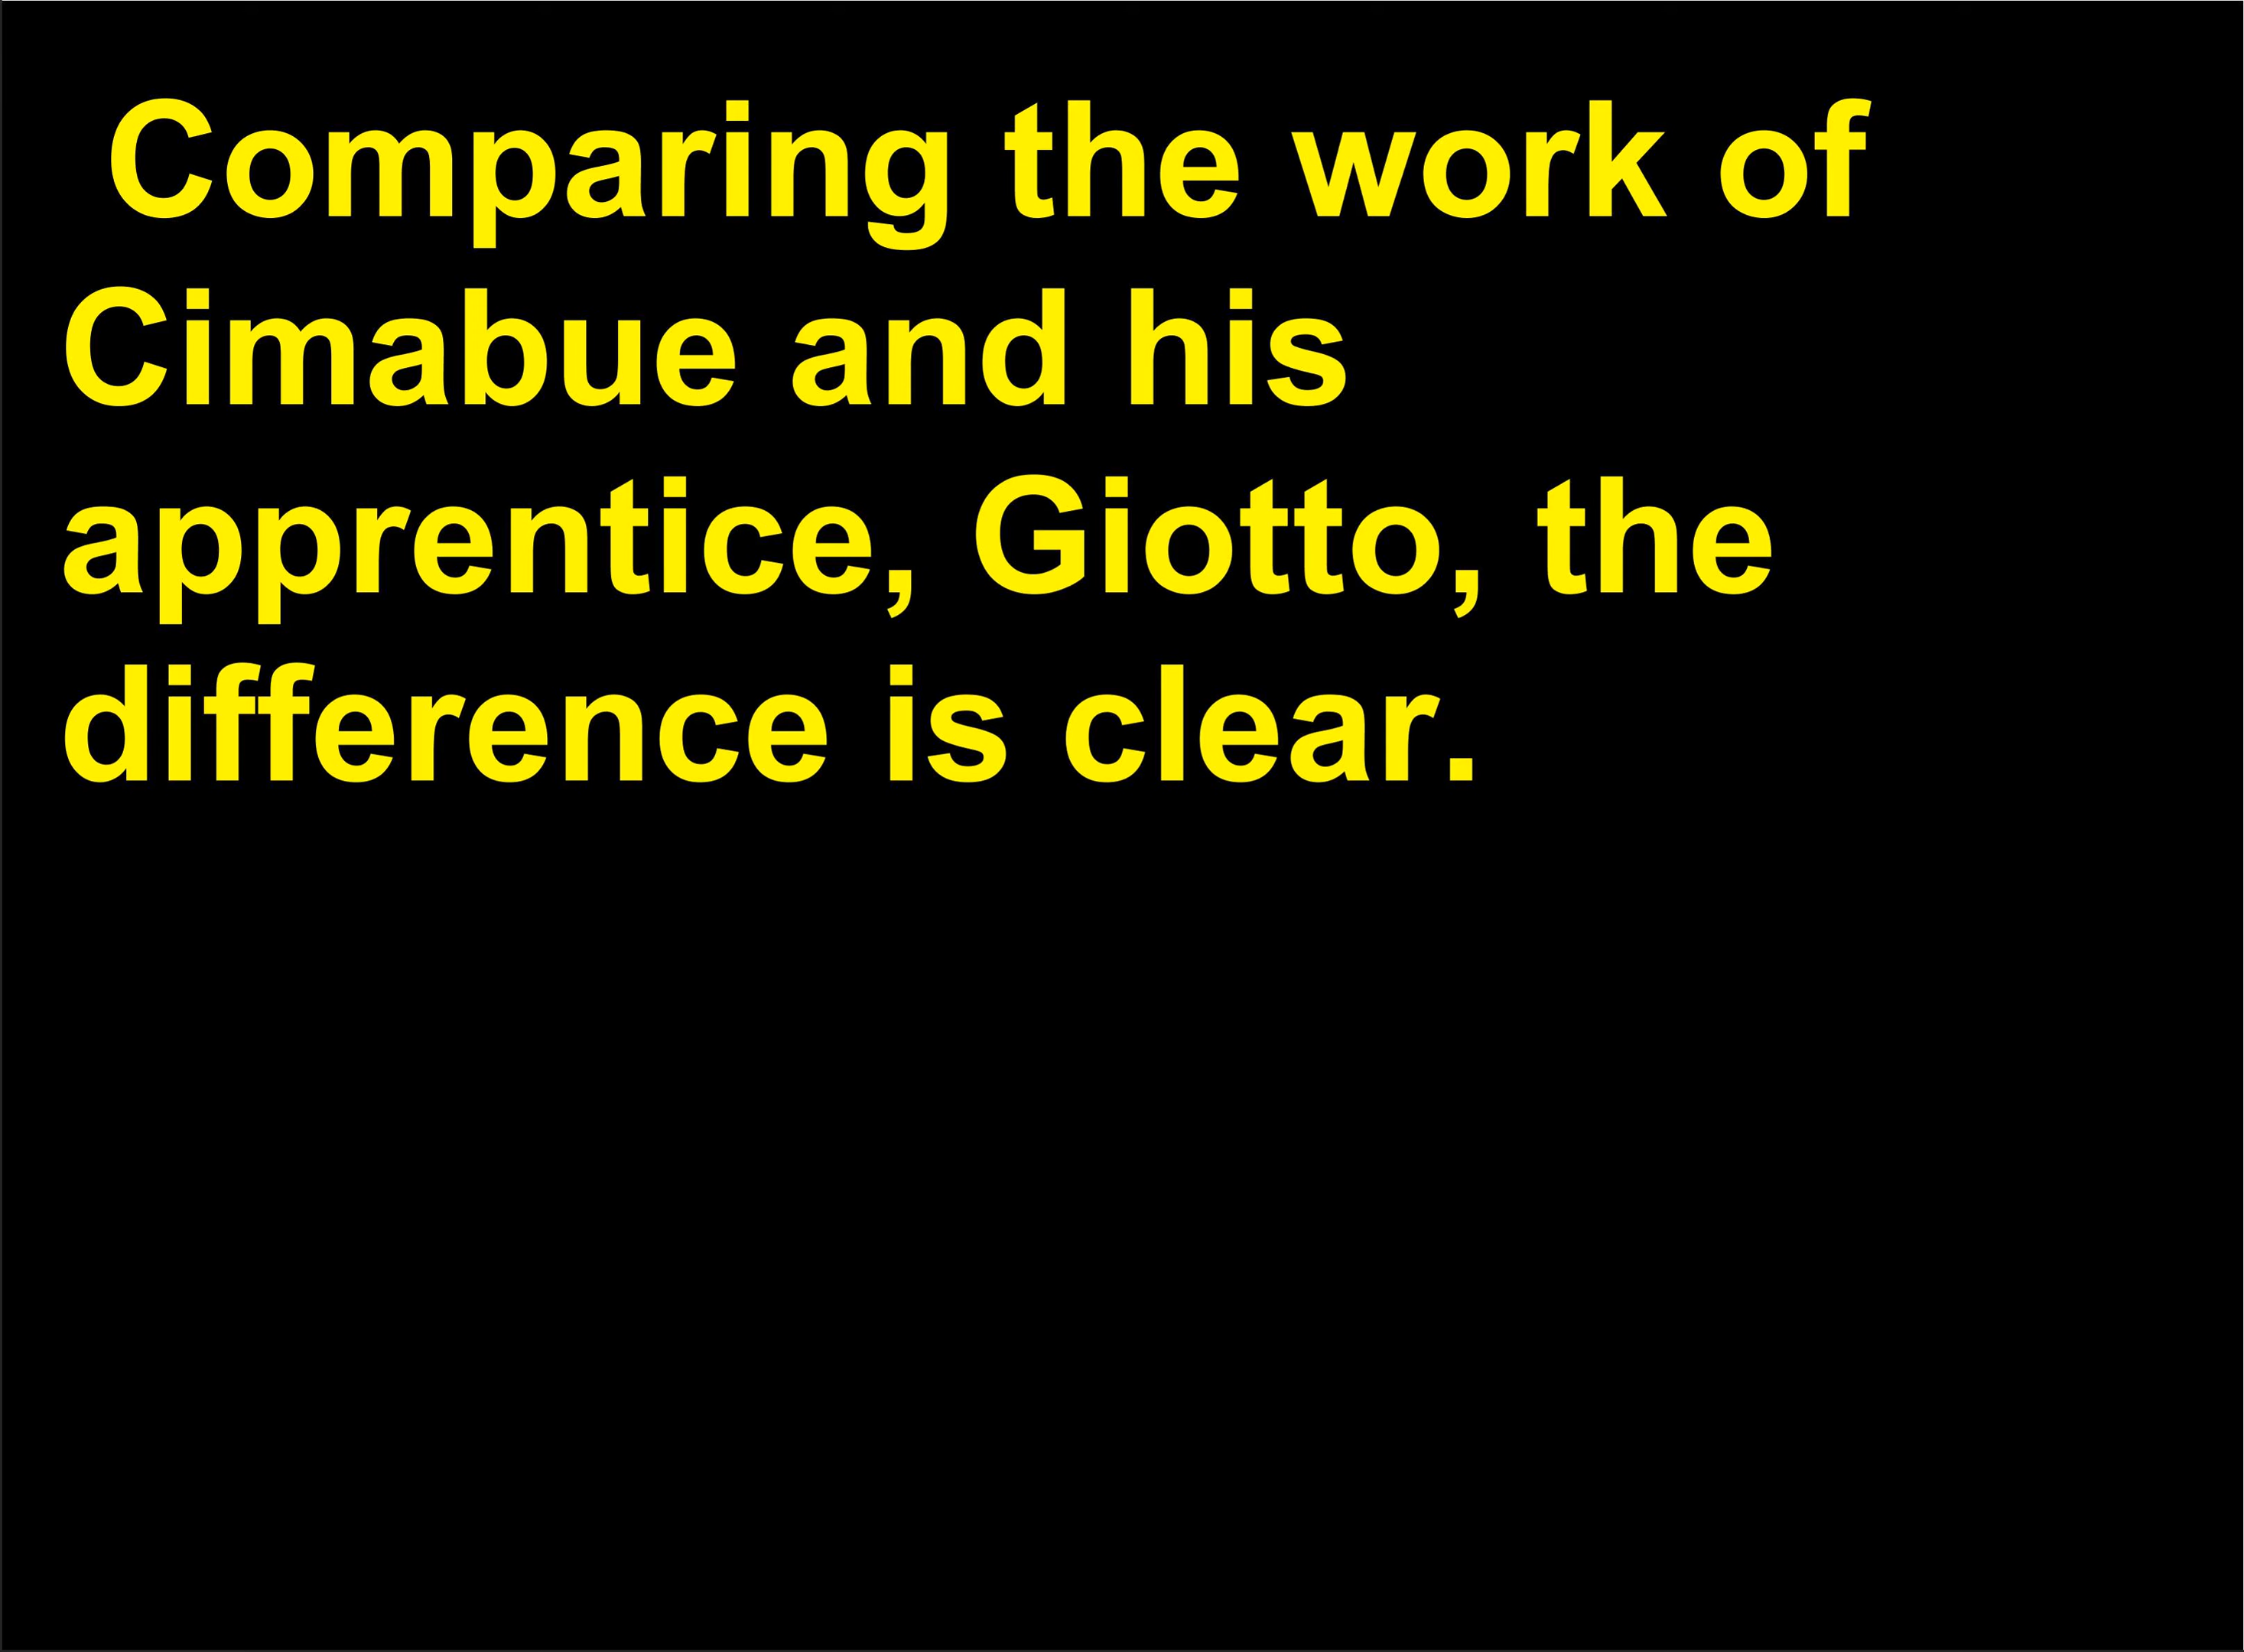 Comparing the work of
Cimabue and his
apprentice, Giotto, the
difference is clear.